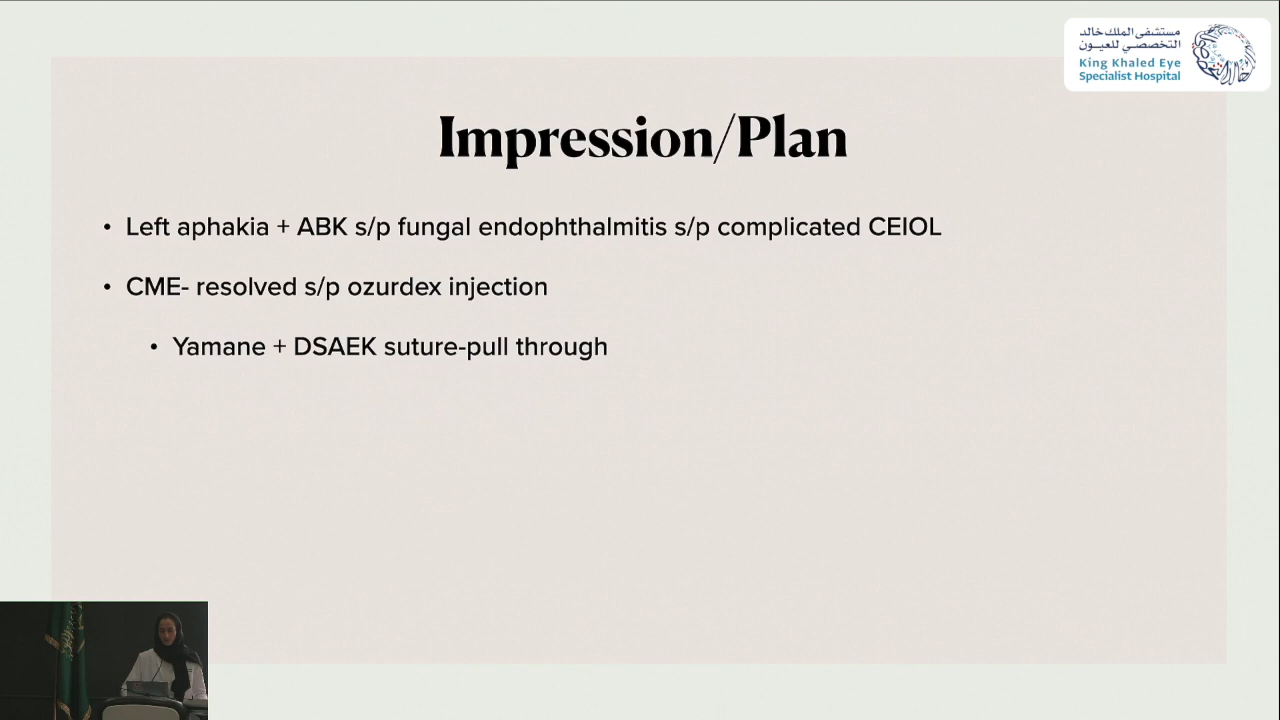 مستشفى الملك خالد
التخصصي للعيون
King Khaled Eye
Specialist Hospital
Impression/Plan
• Left aphakia + ABK s/p fungal endophthalmitis s/p complicated CEIOL
• CME- resolved s/p ozurdex injection
• Yamane + DSAEK suture-pull through